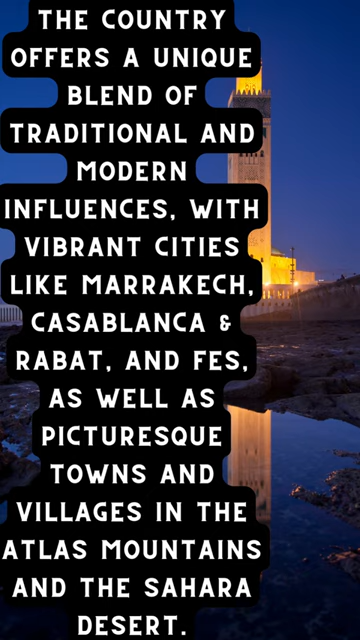 THE COUNTRY
OFFERS A UNIQUE
BLEND OF
TRADITIONAL AND
MODERN
INFLUENCES, WITH
VIBRANT CITIES
LIKE MARRAKECH,
CASABLANCA &
RABAT, AND FES,
AS WELL AS
PICTURESQUE
TOWNS AND
VILLAGES IN THE
ATLAS MOUNTAINS
AND THE SAHARA
DESERT.